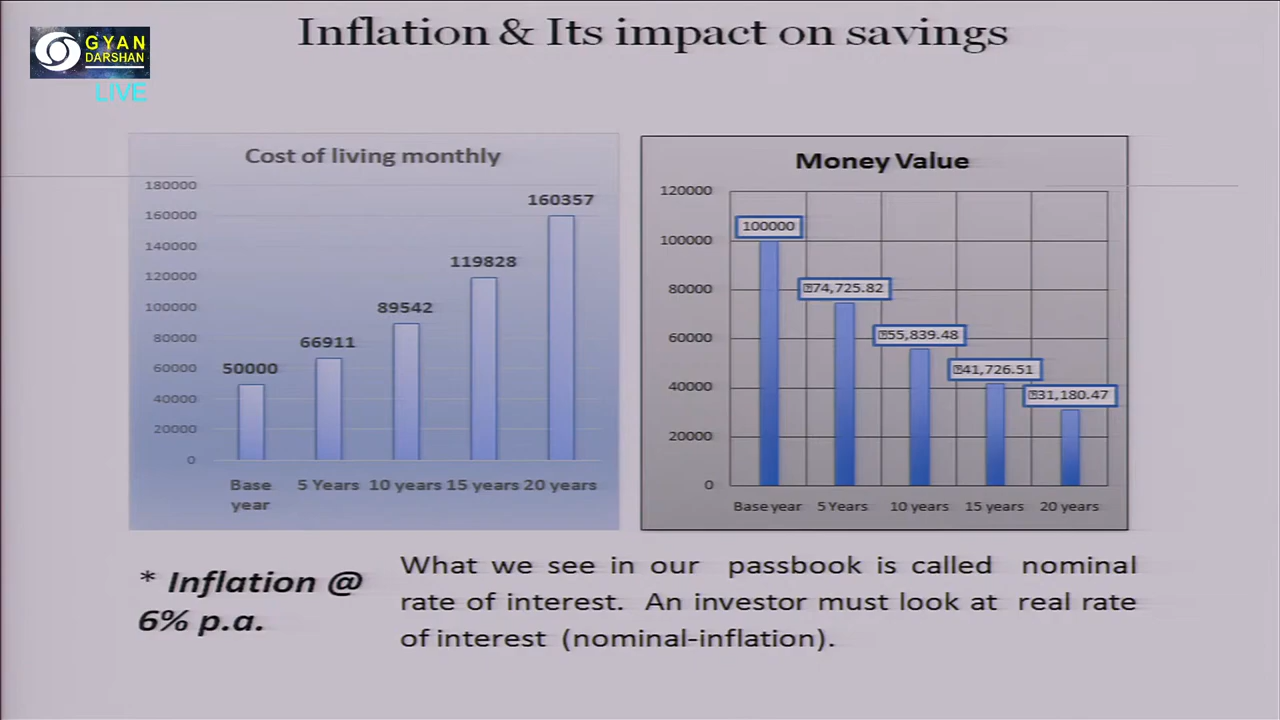 Inflation & Its impact on savings
GYAN
DARSHAN
LIVE
Cost of living monthly
180000
160000
140000
120000
100000
80000
60000
40000
20000
0
50000
66911
89542
119828
160357
Base year
5 Years
10 years
15 years
20 years
Money Value
120000
100000
80000
60000
40000
20000
0
100000
74,725.82
55,839.48
41,726.51
31,180.47
Base year
5 Years
10 years
15 years
20 years
* Inflation @
6% p.a.
What we see in our passbook is called nominal
rate of interest. An investor must look at real rate
of interest (nominal-inflation).